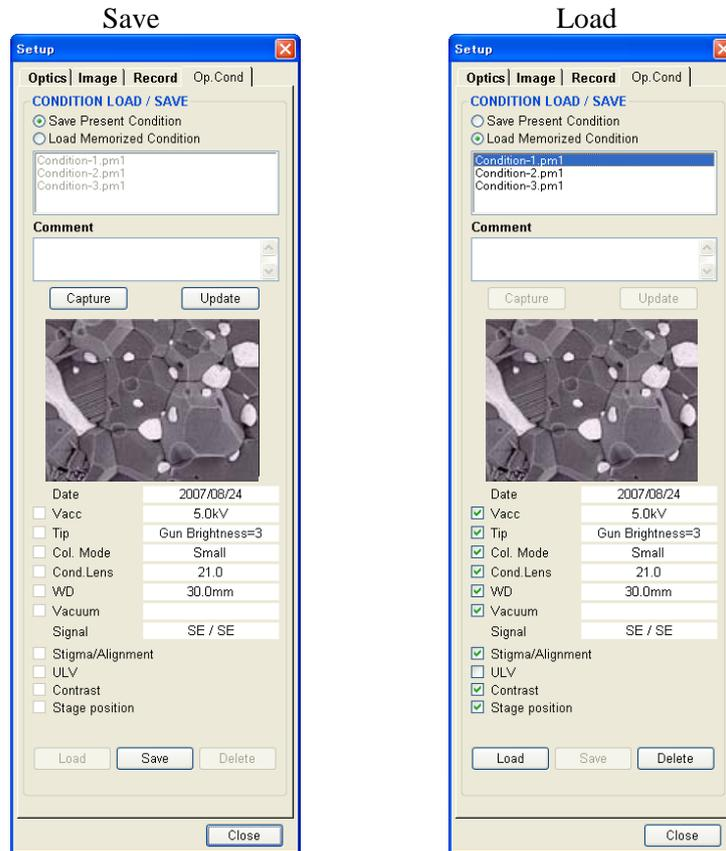 Save
Setup
Optics Image Record Op.Cond
CONDITION LOAD / SAVE
Save Present Condition
Load Memorized Condition
Condition-1.pm1
Condition-2.pm1
Condition-3.pm1
Comment
Capture Update
Date 2007/08/24
Vacc 5.0kV
Tip Gun Brightness=3
Col. Mode Small
Cond.Lens 21.0
WD 30.0mm
Vacuum
Signal SE / SE
Stigma/Alignment
ULV
Contrast
Stage position
Load Save Delete
Close
Load
Setup
Optics Image Record Op.Cond
CONDITION LOAD / SAVE
Save Present Condition
Load Memorized Condition
Condition-1.pm1
Condition-2.pm1
Condition-3.pm1
Comment
Capture Update
Date 2007/08/24
Vacc 5.0kV
Tip Gun Brightness=3
Col. Mode Small
Cond.Lens 21.0
WD 30.0mm
Vacuum
Signal SE / SE
Stigma/Alignment
ULV
Contrast
Stage position
Load Save Delete
Close